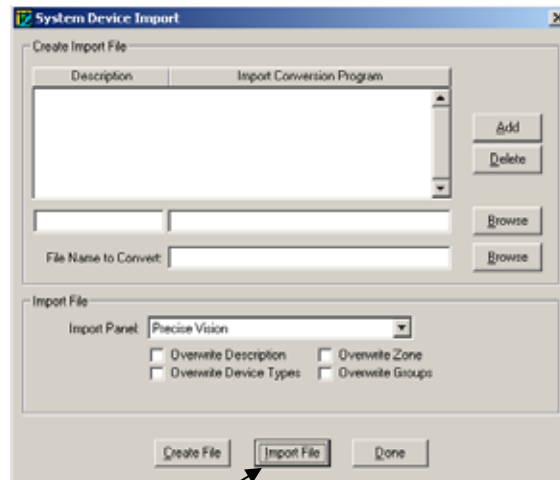 System Device Import
Create Import File
Description Import Conversion Program
Add
Delete
Browse
File Name to Convert: Browse
Import File
Import Panel: Precise Vision
Overwrite Description Overwrite Zone
Overwrite Device Types Overwrite Groups
Create File Import File Done